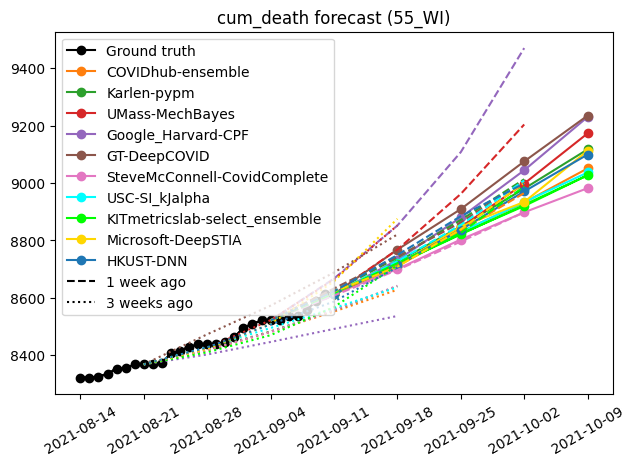 cum_death forecast (55_WI)
9400
9200
9000
8800
8600
8400
Ground truth
COVIDhub-ensemble
Karlen-pypm
UMass-MechBayes
Google_Harvard-CPF
GT-DeepCOVID
SteveMcConnell-CovidComplete
USC-SI_kJalpha
KITmetricslab-select_ensemble
Microsoft-DeepSTIA
HKUST-DNN
1 week ago
3 weeks ago
2021-08-14
2021-08-21
2021-08-28
2021-09-04
2021-09-11
2021-09-18
2021-09-25
2021-10-02
2021-10-09